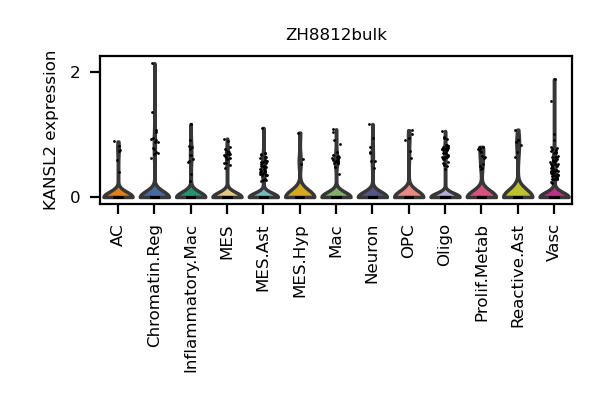 ZH8812bulk
KANSL2 expression
2
0
AC
Chromatin.Reg
Inflammatory.Mac
MES
MES.Ast
MES.Hyp
Mac
Neuron
OPC
Oligo
Prolif.Metab
Reactive.Ast
Vasc